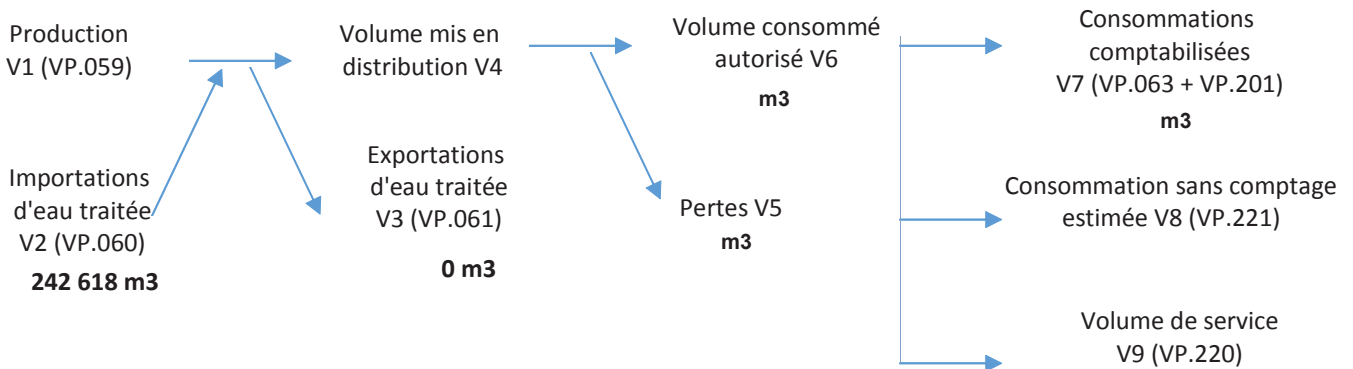 Production
V1 (VP.059)
Importations
d'eau traitée
V2 (VP.060)
242 618 m3
Volume mis en
distribution V4
Exportations
d'eau traitée
V3 (VP.061)
0 m3
Volume consommé
autorisé V6
m3
Pertes V5
m3
Consommations
comptabilisées
V7 (VP.063 + VP.201)
m3
Consommation sans comptage
estimée V8 (VP.221)
Volume de service
V9 (VP.220)